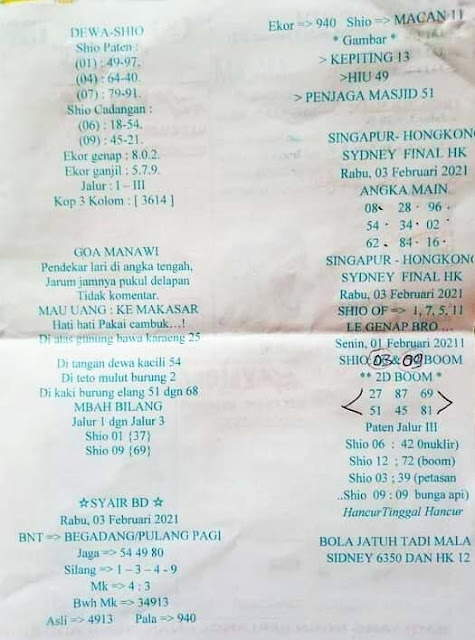 DEWA-SHIO
Shio Paten :
(01) : 49-97.
(04) : 64-40.
(07) : 79-91.
Shio Cadangan :
(06) : 18-54.
(09) : 45-21.
Ekor genap : 8.0.2.
Ekor ganjil : 5.7.9.
Jalur : I – III
Kop 3 Kolom : [ 3614 ]
GOA MANAWI
Pendekar lari di angka tengah,
Jarum jamnya pukul delapan
Tidak komentar.
MAU UANG : KE MAKASAR
Hati hati Pakai cambuk…!
Di atas gunung bawa karaeng 25
Di tangan dewa kacili 54
Di teto mulut burung 2
Di kaki burung elang 51 dgn 68
MBAH BILANG
Jalur 1 dgn Jalur 3
Shio 01 {37}
Shio 09 {69}
☆SYAIR BD ☆
Rabu, 03 Februari 2021
BNT => BEGADANG/PULANG PAGI
Jaga => 54 49 80
Silang => 1 – 3 – 4 - 9
Mk => 4 : 3
Bwh Mk => 34913
Asli => 4913 Pala => 940
Ekor => 940 Shio => MACAN 11
* Gambar *
> KEPITING 13
>HIU 49
> PENJAGA MASJID 51
SINGAPUR- HONGKONG
SYDNEY FINAL HK
Rabu, 03 Februari 2021
ANGKA MAIN
08 28 · 96 ·
54 · 34 · 02
62 84 · 16 ·
SINGAPUR - HONGKONG
SYDNEY FINAL HK
Rabu, 03 Februari 2021
SHIO OF => 1, 7, 5, 11
LE GENAP BRO …
Senin, 01 Februari 20211
SHIO 03 & 09 BOOM
** 2D BOOM *
27 87 69
51 45 81
Paten Jalur III
Shio 06 : 42 0nuklir)
Shio 12 ; 72 (boom)
Shio 03 ; 39 (petasan
..Shio 09 : 09 bunga api)
HancurTinggal Hancur
BOLA JATUH TADI MALA
SIDNEY 6350 DAN HK 12